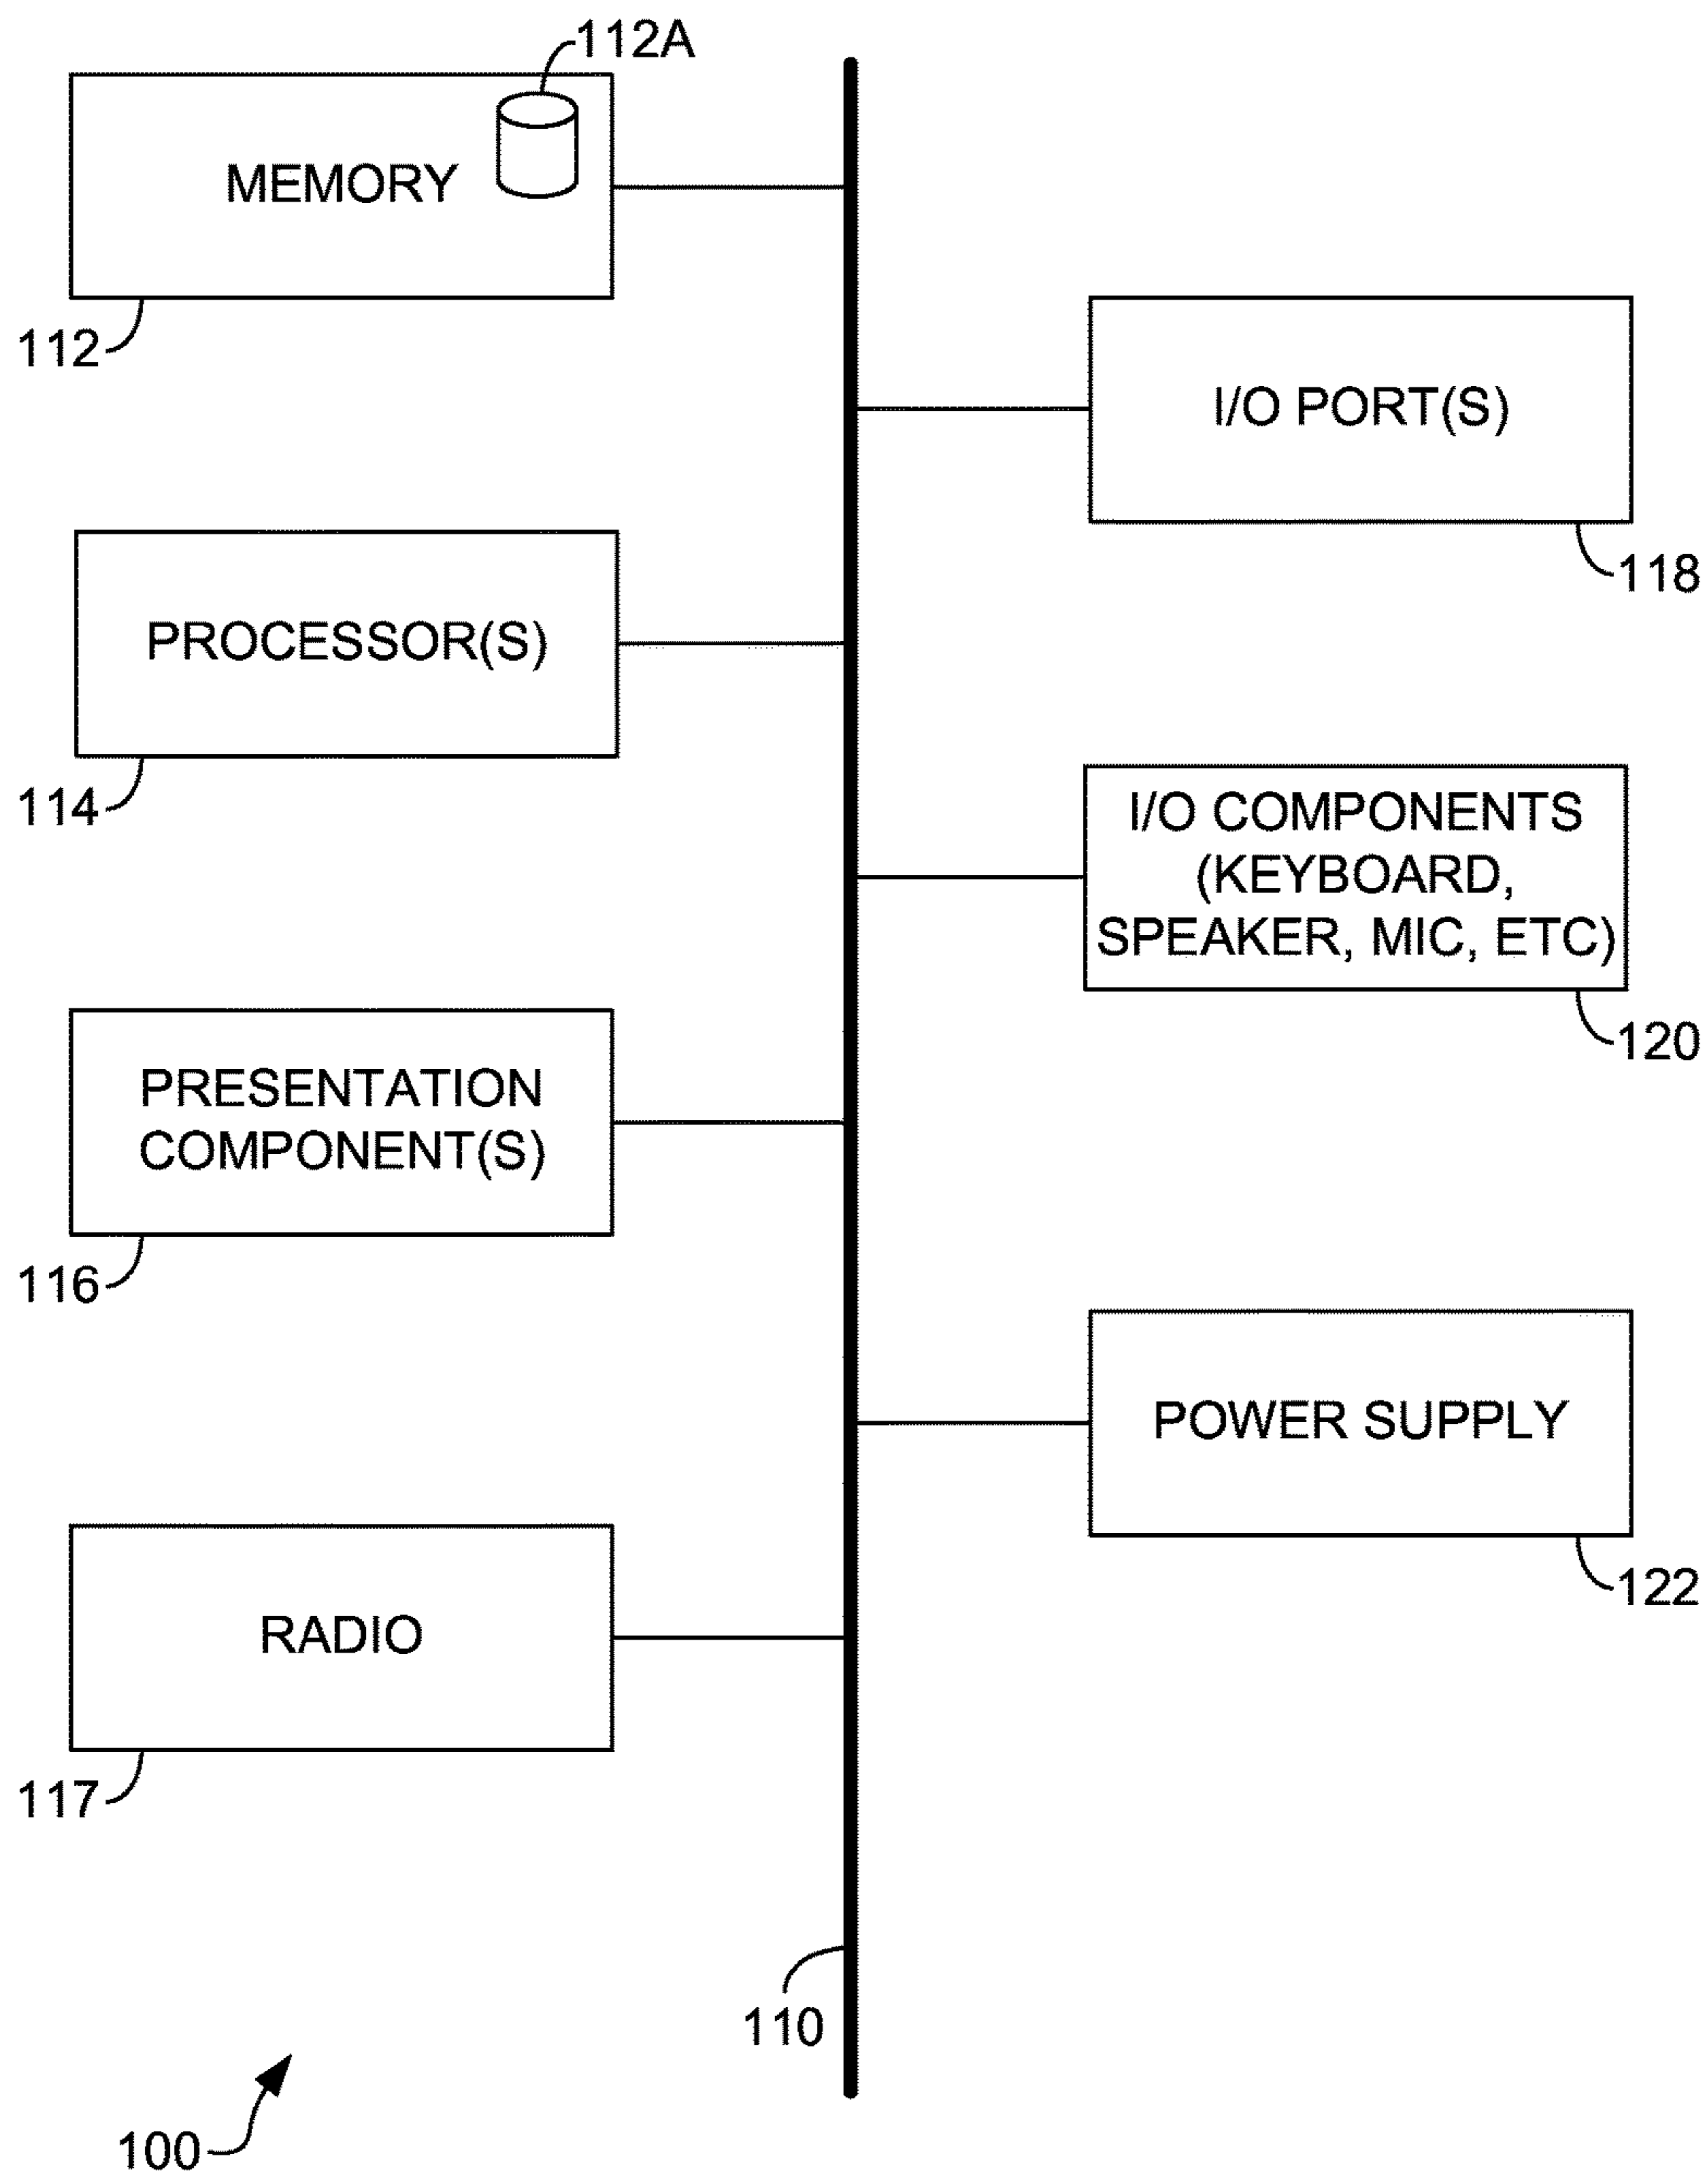 112A
MEMORY
112
I/O PORT(S)
118
PROCESSOR(S)
114
I/O COMPONENTS
(KEYBOARD,
SPEAKER, MIC, ETC)
120
PRESENTATION
COMPONENT(S)
116
POWER SUPPLY
122
RADIO
117
110
100